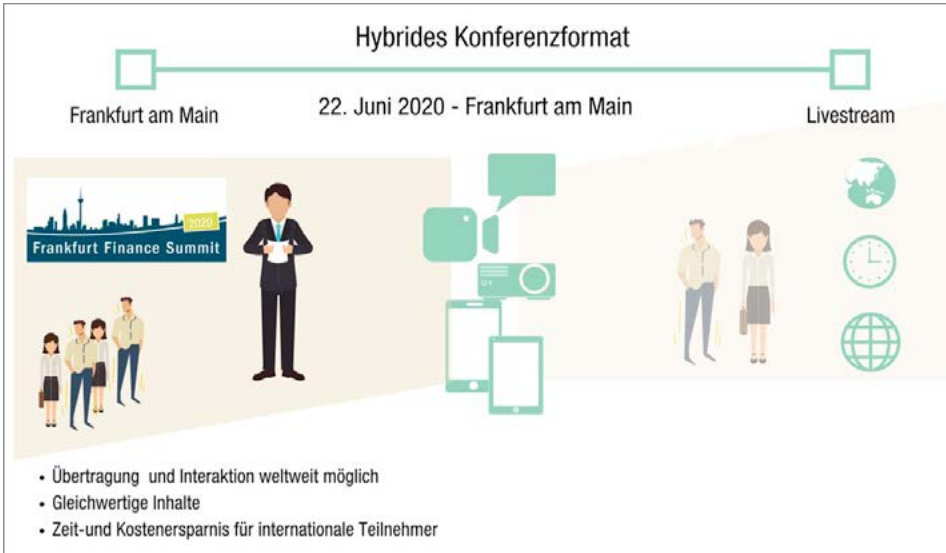 Hybrides Konferenzformat
Frankfurt am Main
22. Juni 2020 - Frankfurt am Main
Livestream
2020
Frankfurt Finance Summit
• Übertragung und Interaktion weltweit möglich
• Gleichwertige Inhalte
• Zeit-und Kostenersparnis für internationale Teilnehmer